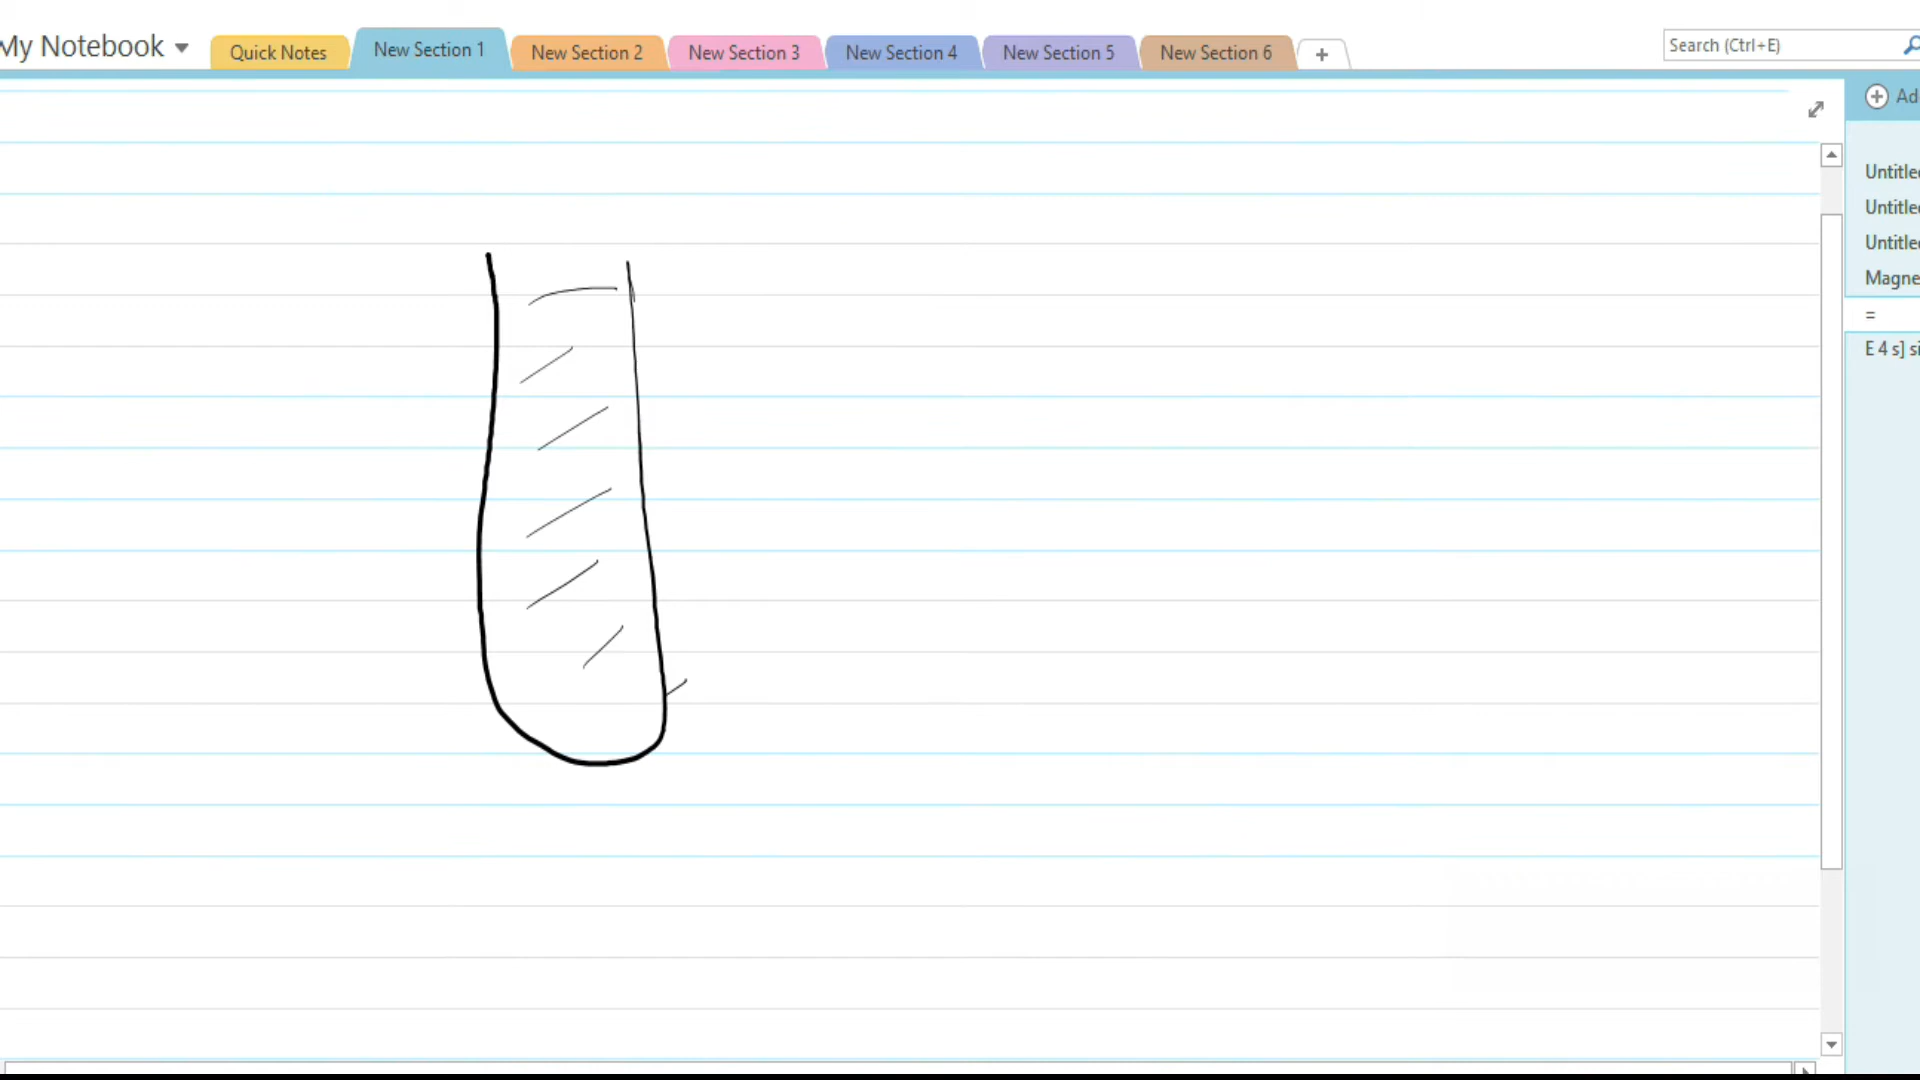 My Notebook
Quick Notes
New Section 1
New Section 2
New Section 3
New Section 4
New Section 5
New Section 6
+
Search (Ctrl+E)
Ad
Untitle
Untitle
Untitle
Magne
=
E 4 s] si